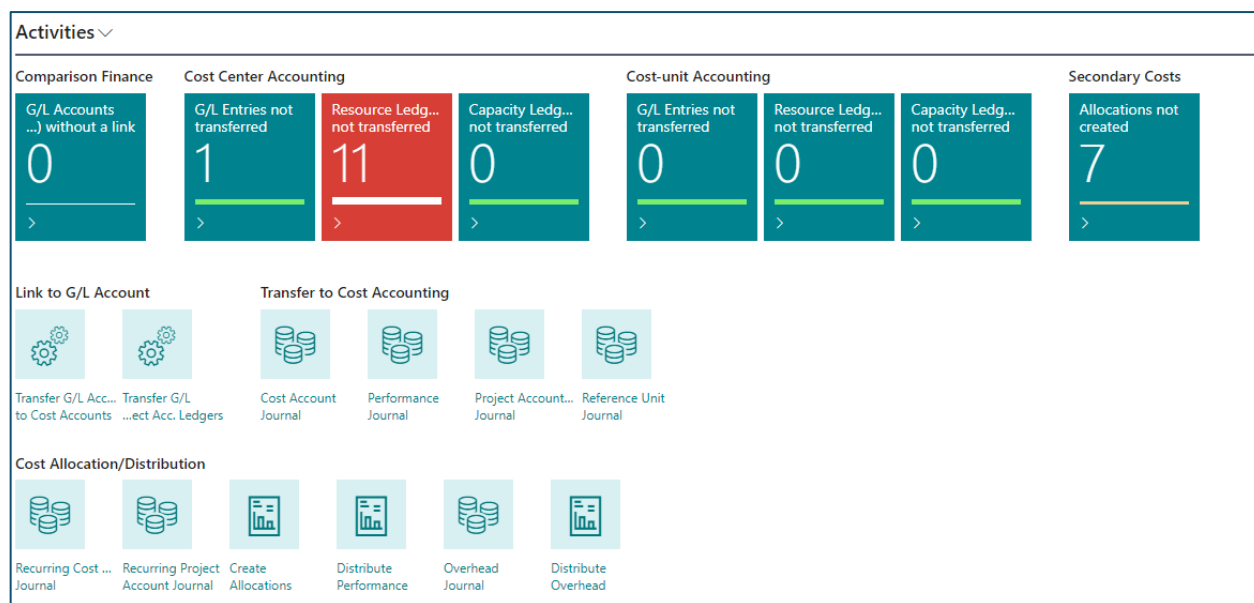 Activities
Comparison Finance
Cost Center Accounting
Cost-unit Accounting
Secondary Costs
G/L Accounts
...) without a link
0
G/L Entries not
transferred
1
Resource Ledg...
not transferred
11
Capacity Ledg...
not transferred
0
G/L Entries not
transferred
0
Resource Ledg...
not transferred
0
Capacity Ledg...
not transferred
0
Allocations not
created
7
Link to G/L Account
Transfer to Cost Accounting
Transfer G/L Acc...
to Cost Accounts
Transfer G/L
...ect Acc. Ledgers
Cost Account
Journal
Performance
Journal
Project Account...
Journal
Reference Unit
Journal
Cost Allocation/Distribution
Recurring Cost ...
Journal
Recurring Project
Account Journal
Create
Allocations
Distribute
Performance
Overhead
Journal
Distribute
Overhead